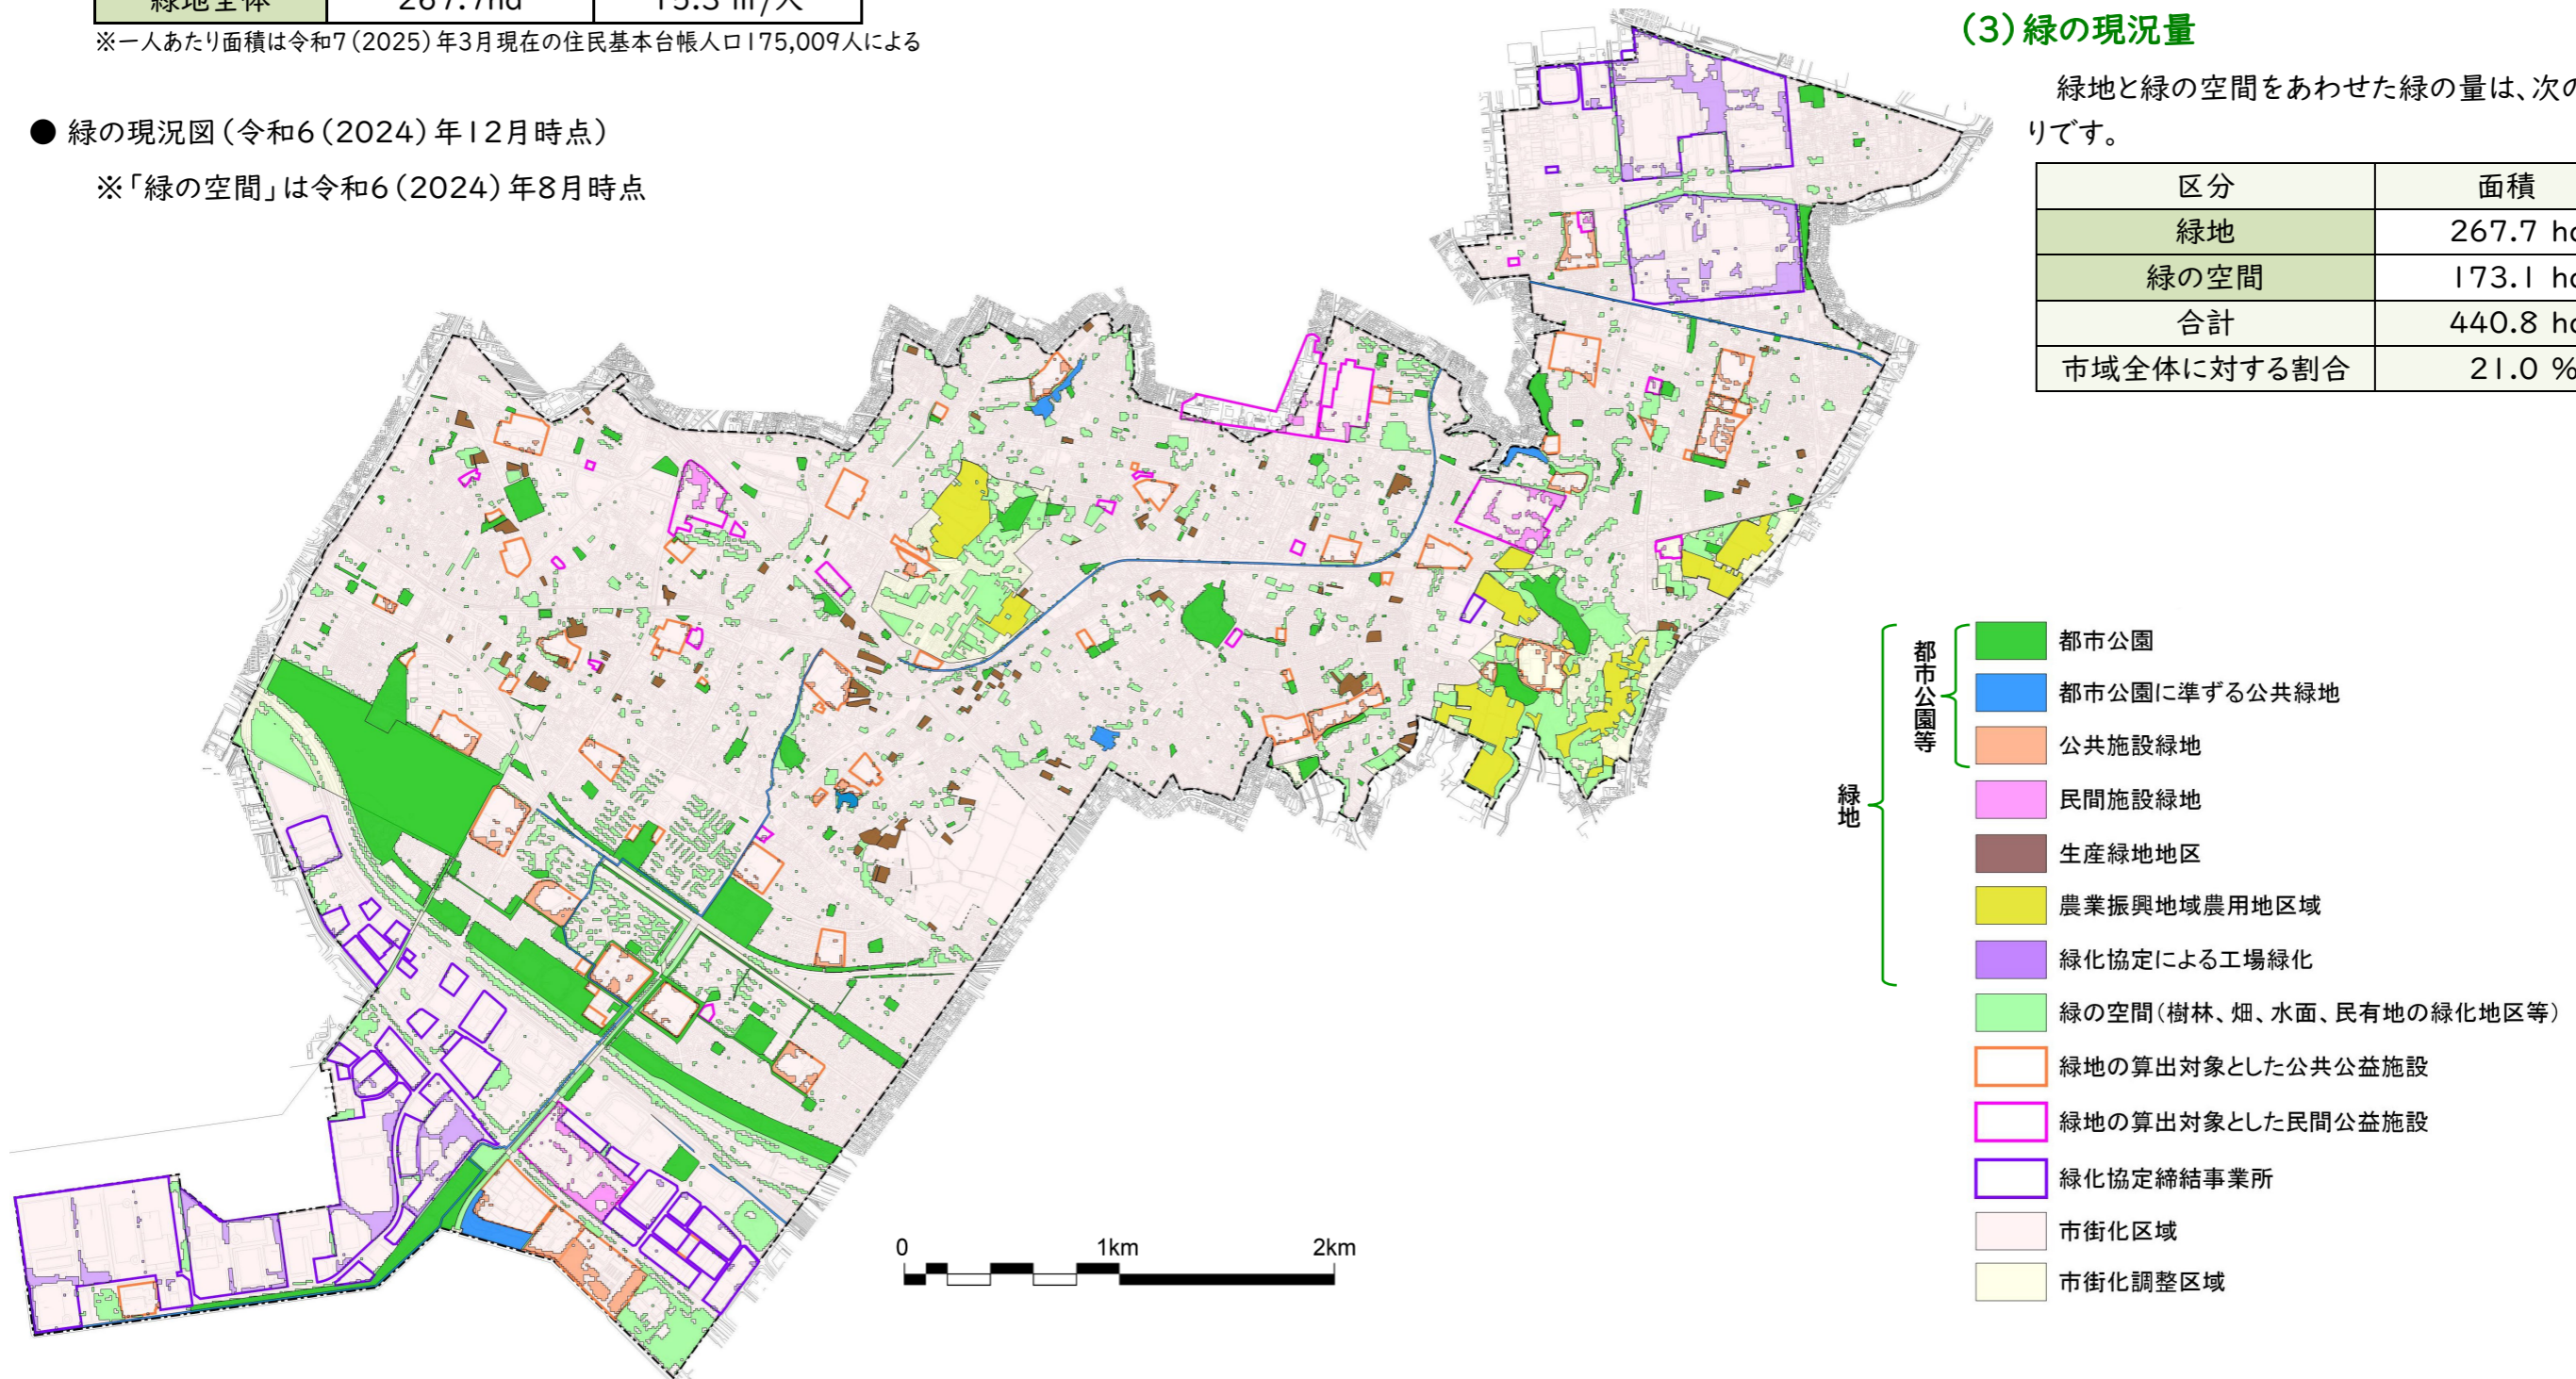 緑地全体 267.7ha 15.3㎡/人
※一人あたり面積は令和7(2025)年3月現在の住民基本台帳人口175,009人による
● 緑の現況図(令和6(2024)年12月時点)
※「緑の空間」は令和6(2024)年8月時点
(3)緑の現況量
緑地と緑の空間をあわせた緑の量は、次の
りです。
区分 面積
緑地 267.7 ha
緑の空間 173.1 ha
合計 440.8 ha
市域全体に対する割合 21.0 %
緑地
都市公園等
都市公園
都市公園に準ずる公共緑地
公共施設緑地
民間施設緑地
生産緑地地区
農業振興地域農用地区域
緑化協定による工場緑化
緑の空間(樹林、畑、水面、民有地の緑化地区等)
緑地の算出対象とした公共公益施設
緑地の算出対象とした民間公益施設
緑化協定締結事業所
市街化区域
市街化調整区域
0 1km 2km